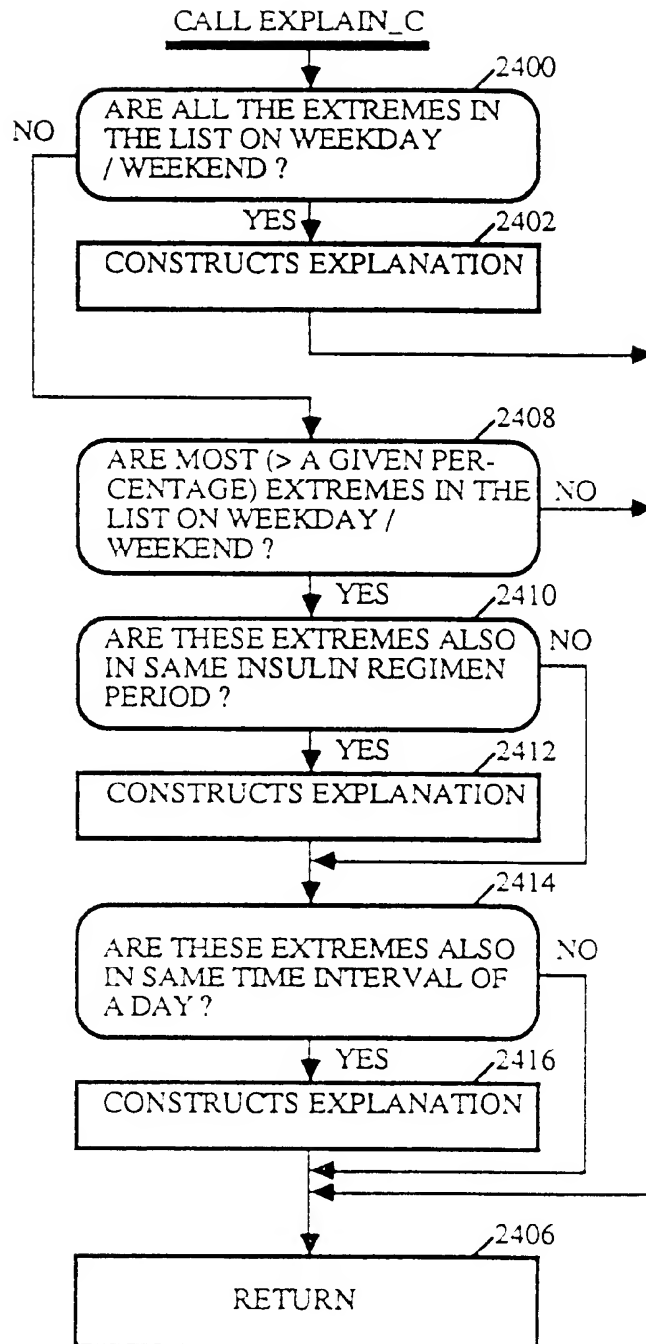 CALL EXPLAIN_C
2400
ARE ALL THE EXTREMES IN
THE LIST ON WEEKDAY
/ WEEKEND ?
NO
YES
2402
CONSTRUCTS EXPLANATION
2408
ARE MOST (> A GIVEN PER-
CENTAGE) EXTREMES IN THE
LIST ON WEEKDAY /
WEEKEND ?
NO
YES
2410
ARE THESE EXTREMES ALSO
IN SAME INSULIN REGIMEN
PERIOD ?
NO
YES
2412
CONSTRUCTS EXPLANATION
2414
ARE THESE EXTREMES ALSO
IN SAME TIME INTERVAL OF
A DAY ?
NO
YES
2416
CONSTRUCTS EXPLANATION
2406
RETURN